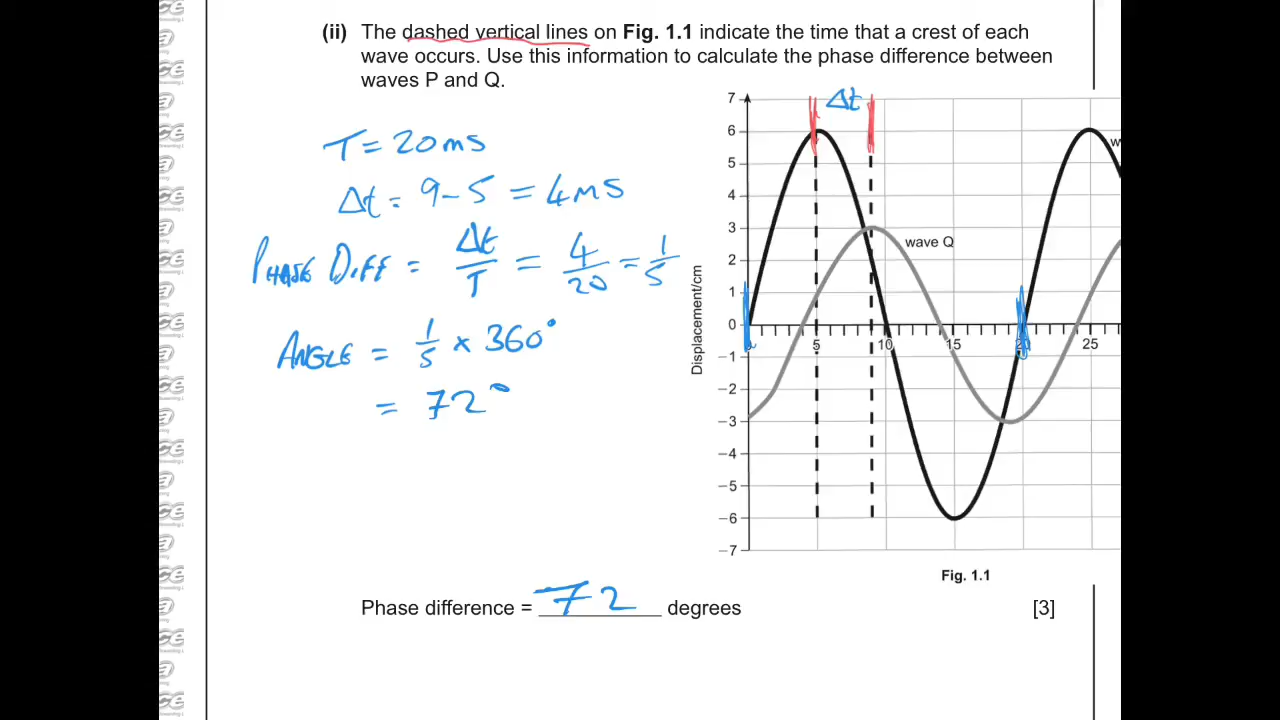 (ii) The dashed vertical lines on Fig. 1.1 indicate the time that a crest of each
wave occurs. Use this information to calculate the phase difference between
waves P and Q.
T = 20ms
Δt = 9 - 5 = 4ms
PHASE DIFF = Δt/T = 4/20 = 1/5
ANGLE = 1/5 × 360°
= 72°
Δt
7
6
5
4
3
2
1
0
−1
−2
−3
−4
−5
−6
−7
Displacement/cm
w
wave Q
0 5 10 15 20 25
Fig. 1.1
Phase difference = 72 degrees [3]